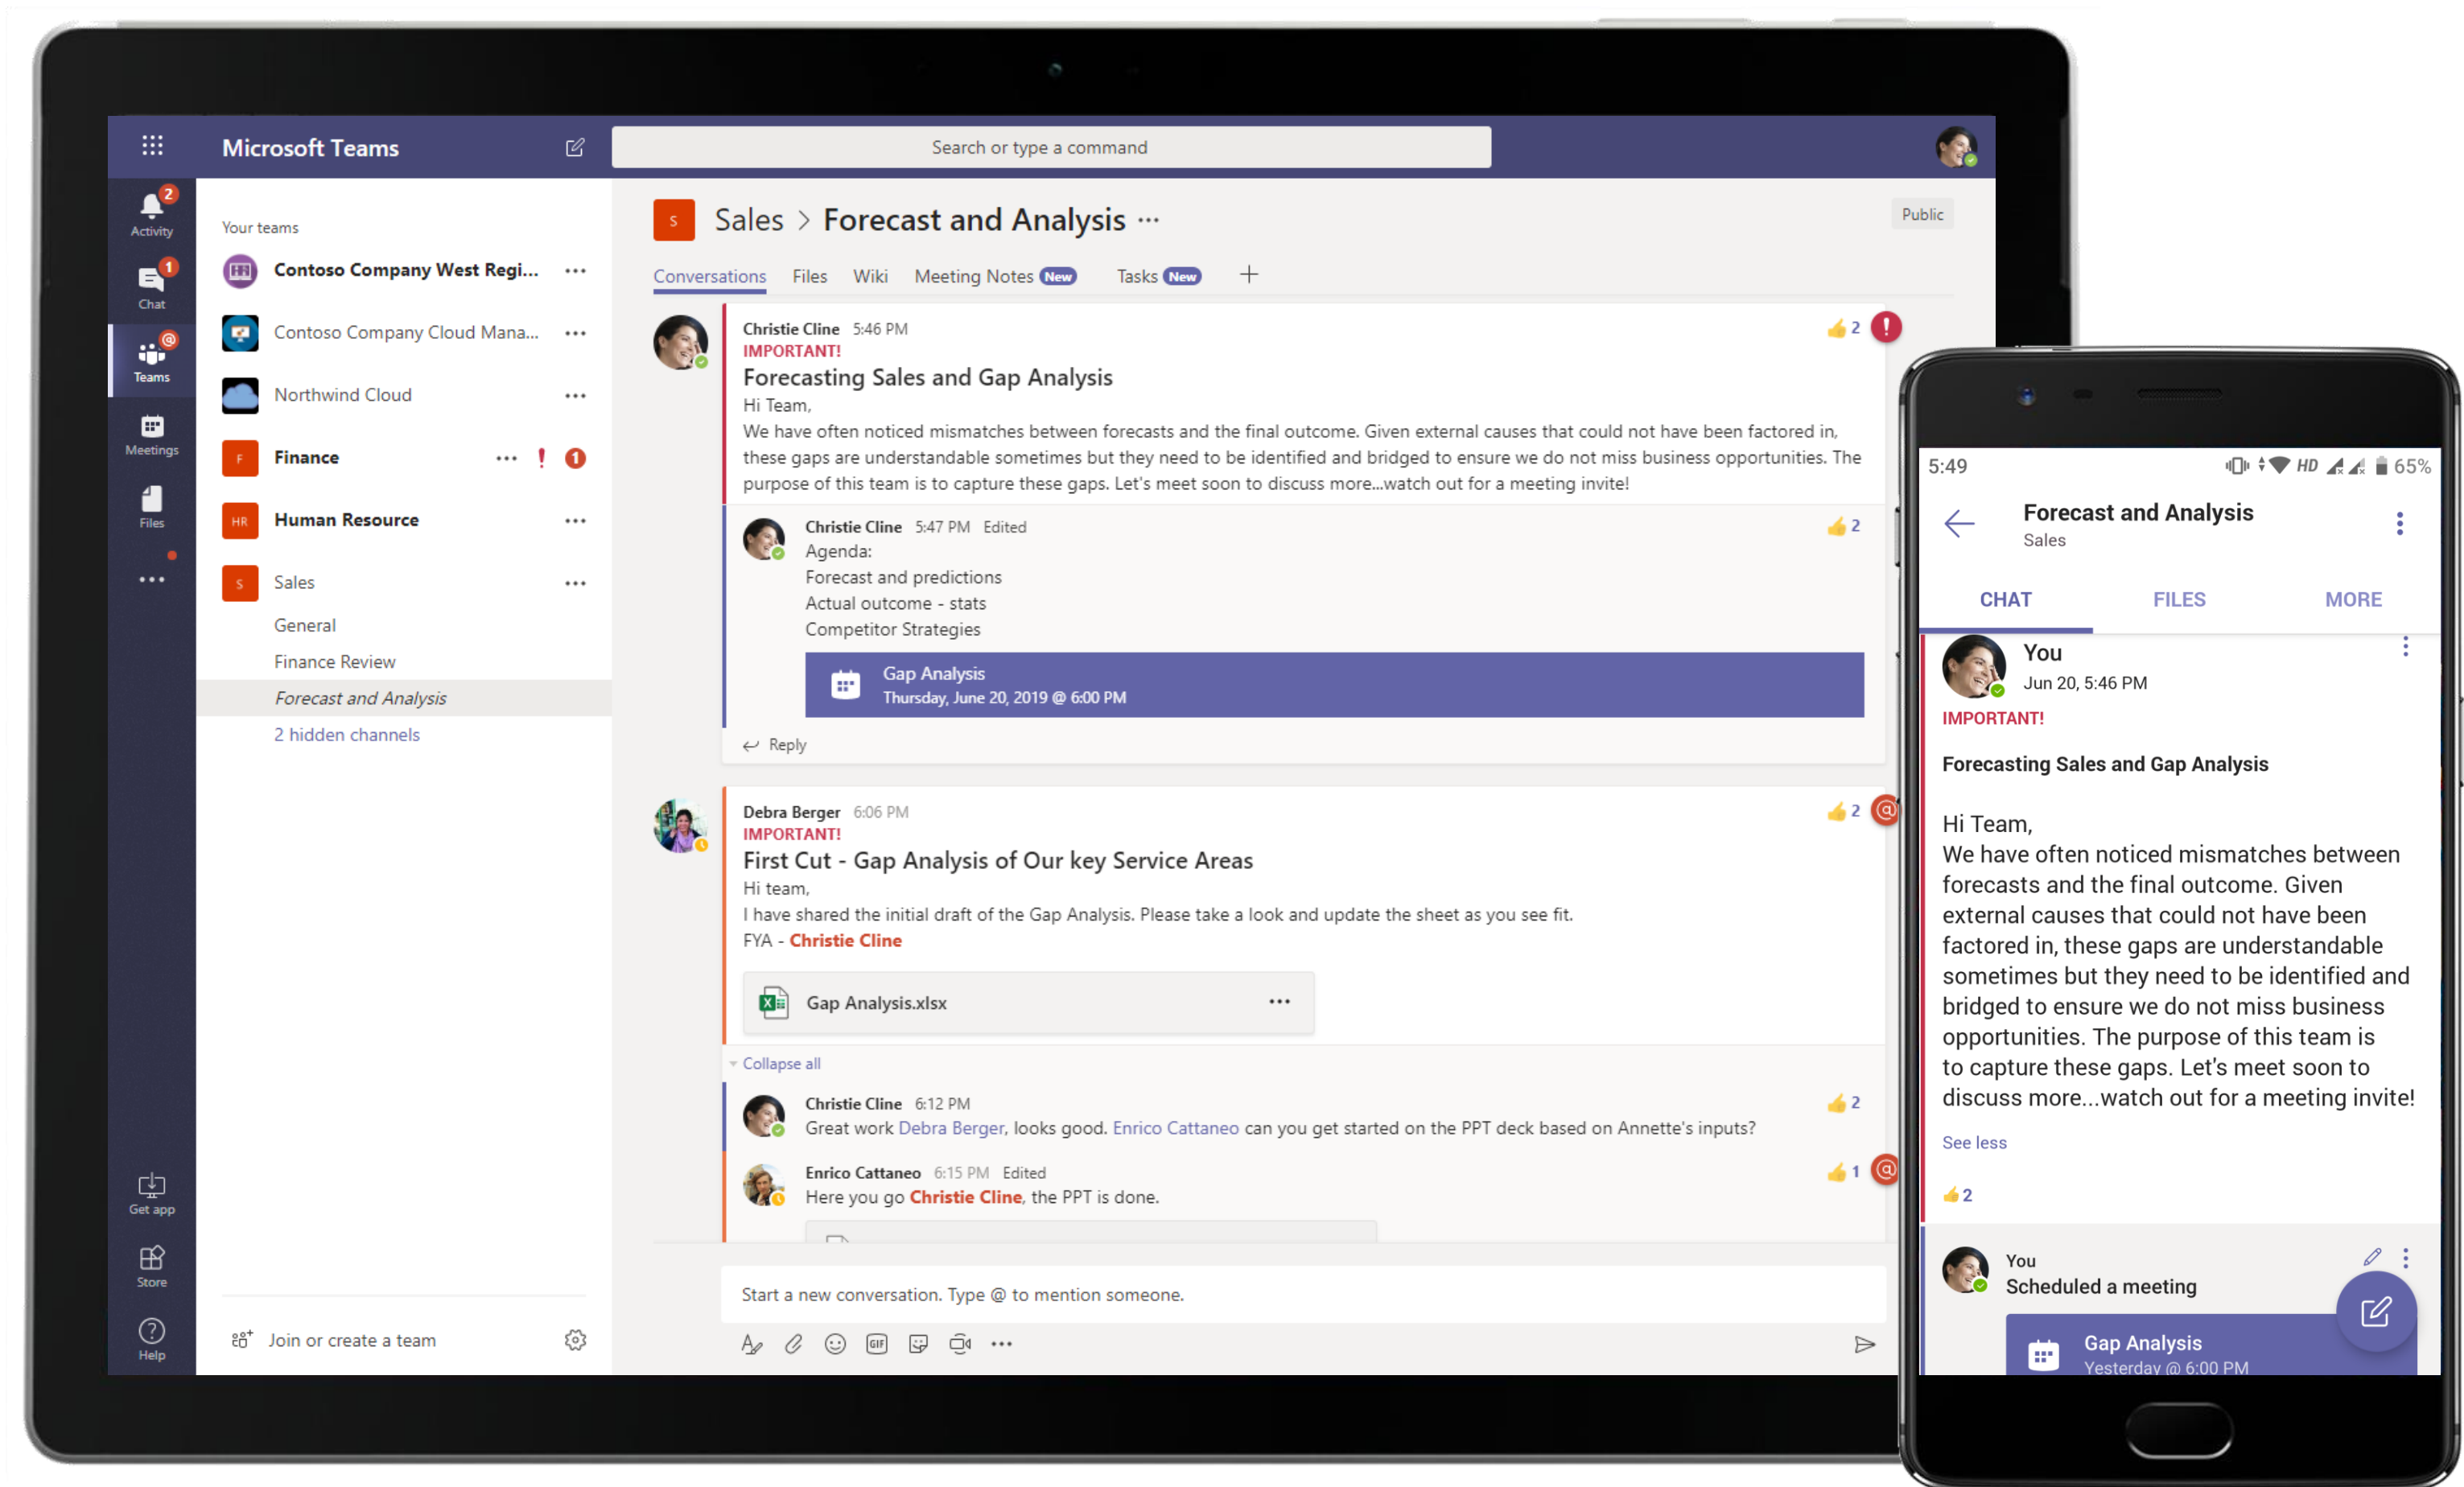 Microsoft Teams
Search or type a command
2
Activity
1
Chat
@
Teams
Meetings
Files
Get app
Store
Help
Your teams
Contoso Company West Regi...
Contoso Company Cloud Mana...
Northwind Cloud
F Finance ! 1
HR Human Resource
S Sales
General
Finance Review
Forecast and Analysis
2 hidden channels
Join or create a team
S Sales > Forecast and Analysis ...
Public
Conversations Files Wiki Meeting Notes New Tasks New +
Christie Cline 5:46 PM 2 !
IMPORTANT!
Forecasting Sales and Gap Analysis
Hi Team,
We have often noticed mismatches between forecasts and the final outcome. Given external causes that could not have been factored in,
these gaps are understandable sometimes but they need to be identified and bridged to ensure we do not miss business opportunities. The
purpose of this team is to capture these gaps. Let's meet soon to discuss more...watch out for a meeting invite!
Christie Cline 5:47 PM Edited 2
Agenda:
Forecast and predictions
Actual outcome - stats
Competitor Strategies
Gap Analysis
Thursday, June 20, 2019 @ 6:00 PM
Reply
Debra Berger 6:06 PM 2 @
IMPORTANT!
First Cut - Gap Analysis of Our key Service Areas
Hi team,
I have shared the initial draft of the Gap Analysis. Please take a look and update the sheet as you see fit.
FYA - Christie Cline
Gap Analysis.xlsx
Collapse all
Christie Cline 6:12 PM 2
Great work Debra Berger, looks good. Enrico Cattaneo can you get started on the PPT deck based on Annette's inputs?
Enrico Cattaneo 6:15 PM Edited 1 @
Here you go Christie Cline, the PPT is done.
Start a new conversation. Type @ to mention someone.
GIF
5:49 HD 65%
Forecast and Analysis
Sales
CHAT FILES MORE
You
Jun 20, 5:46 PM
IMPORTANT!
Forecasting Sales and Gap Analysis
Hi Team,
We have often noticed mismatches between
forecasts and the final outcome. Given
external causes that could not have been
factored in, these gaps are understandable
sometimes but they need to be identified and
bridged to ensure we do not miss business
opportunities. The purpose of this team is
to capture these gaps. Let's meet soon to
discuss more...watch out for a meeting invite!
See less
2
You
Scheduled a meeting
Gap Analysis
Yesterday @ 6:00 PM